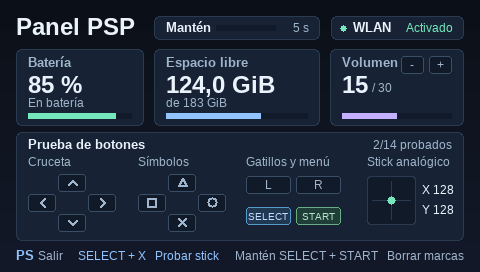 Panel PSP
Mantén 5 s
WLAN Activado
Batería
85 %
En batería
Espacio libre
124,0 GiB
de 183 GiB
Volumen - +
15 / 30
Prueba de botones 2/14 probados
Cruceta Símbolos Gatillos y menú Stick analógico
L R
SELECT START
X 128
Y 128
PS Salir SELECT + X Probar stick Mantén SELECT + START Borrar marcas